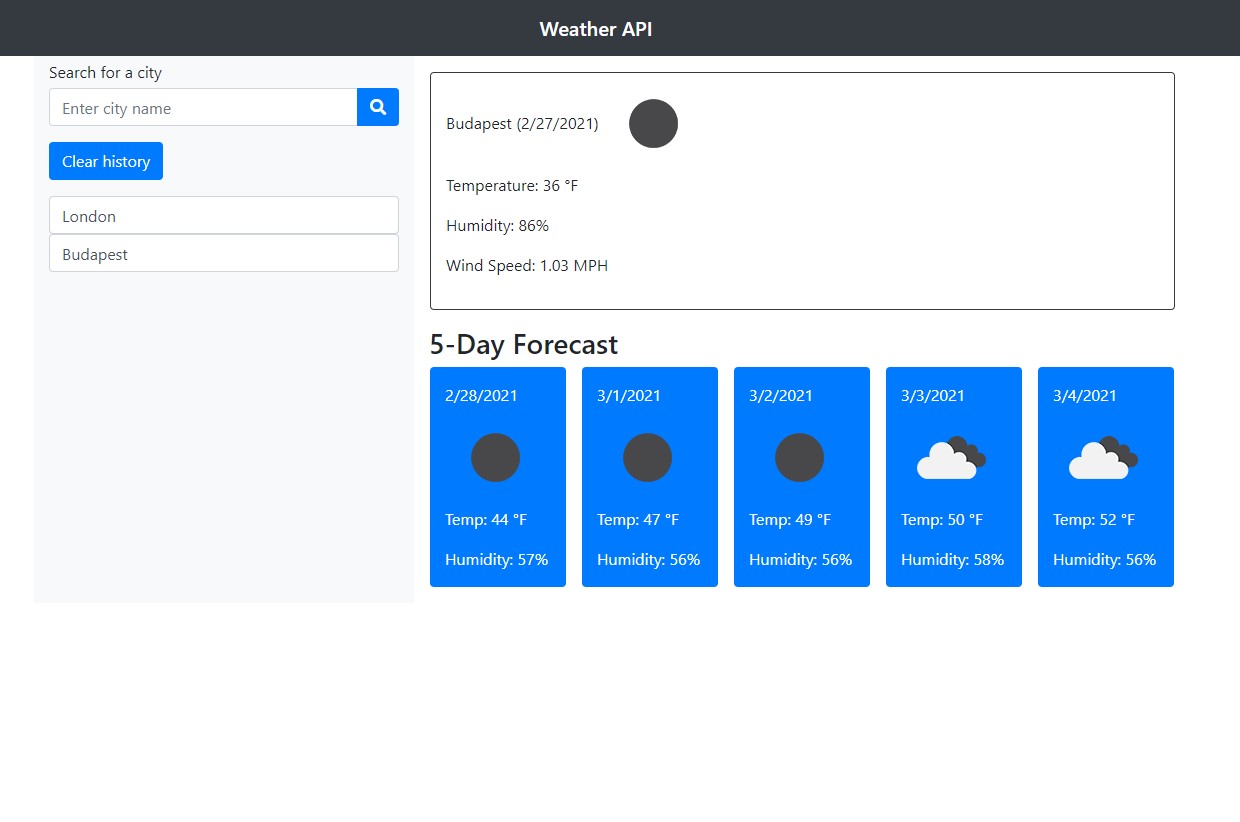 Weather API
Search for a city
Enter city name
Clear history
London
Budapest
Budapest (2/27/2021)
Temperature: 36 °F
Humidity: 86%
Wind Speed: 1.03 MPH
5-Day Forecast
2/28/2021
Temp: 44 °F
Humidity: 57%
3/1/2021
Temp: 47 °F
Humidity: 56%
3/2/2021
Temp: 49 °F
Humidity: 56%
3/3/2021
Temp: 50 °F
Humidity: 58%
3/4/2021
Temp: 52 °F
Humidity: 56%